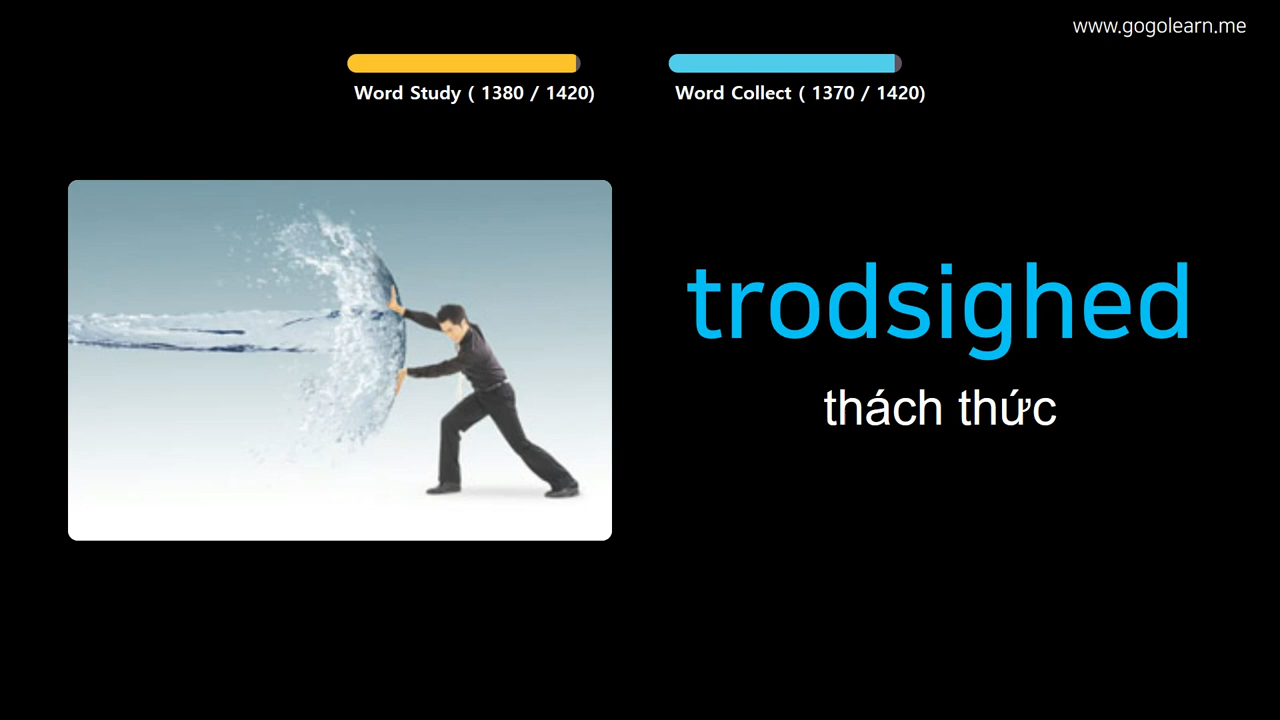 www.gogolearn.me
Word Study ( 1380 / 1420)
Word Collect ( 1370 / 1420)
trodsighed
thách thức